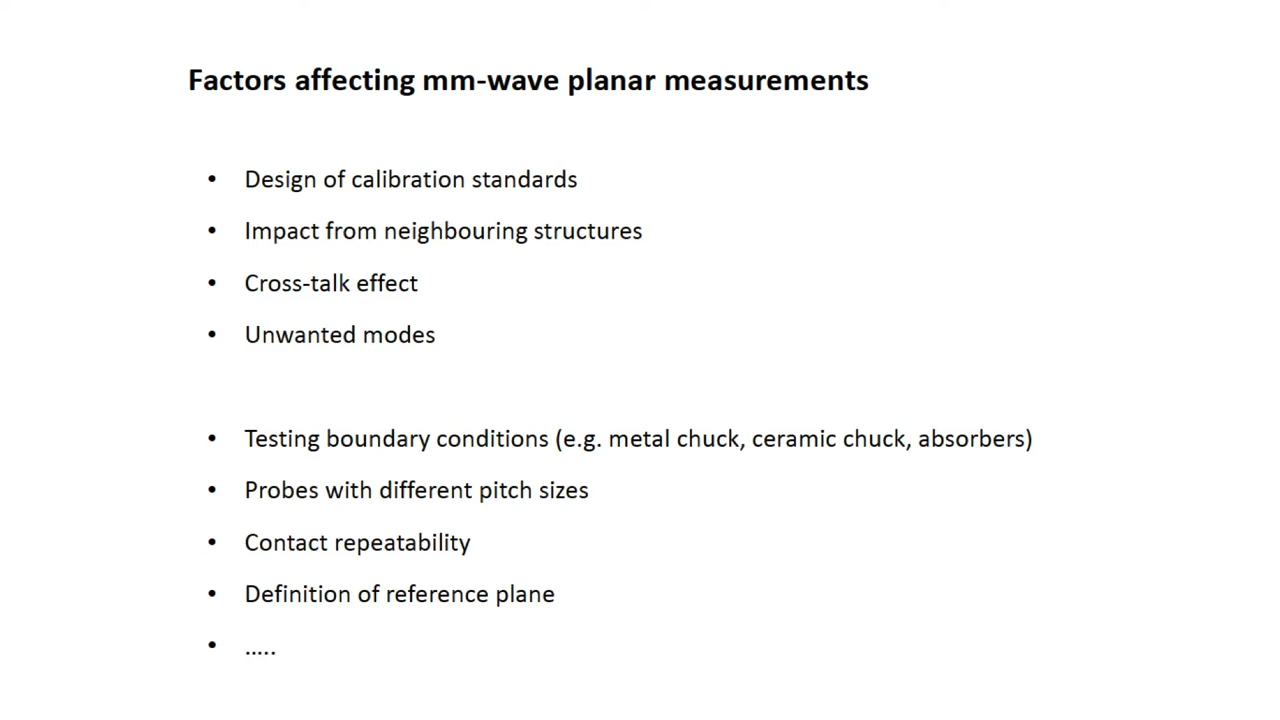 Factors affecting mm-wave planar measurements
• Design of calibration standards
• Impact from neighbouring structures
• Cross-talk effect
• Unwanted modes
• Testing boundary conditions (e.g. metal chuck, ceramic chuck, absorbers)
• Probes with different pitch sizes
• Contact repeatability
• Definition of reference plane
• .....